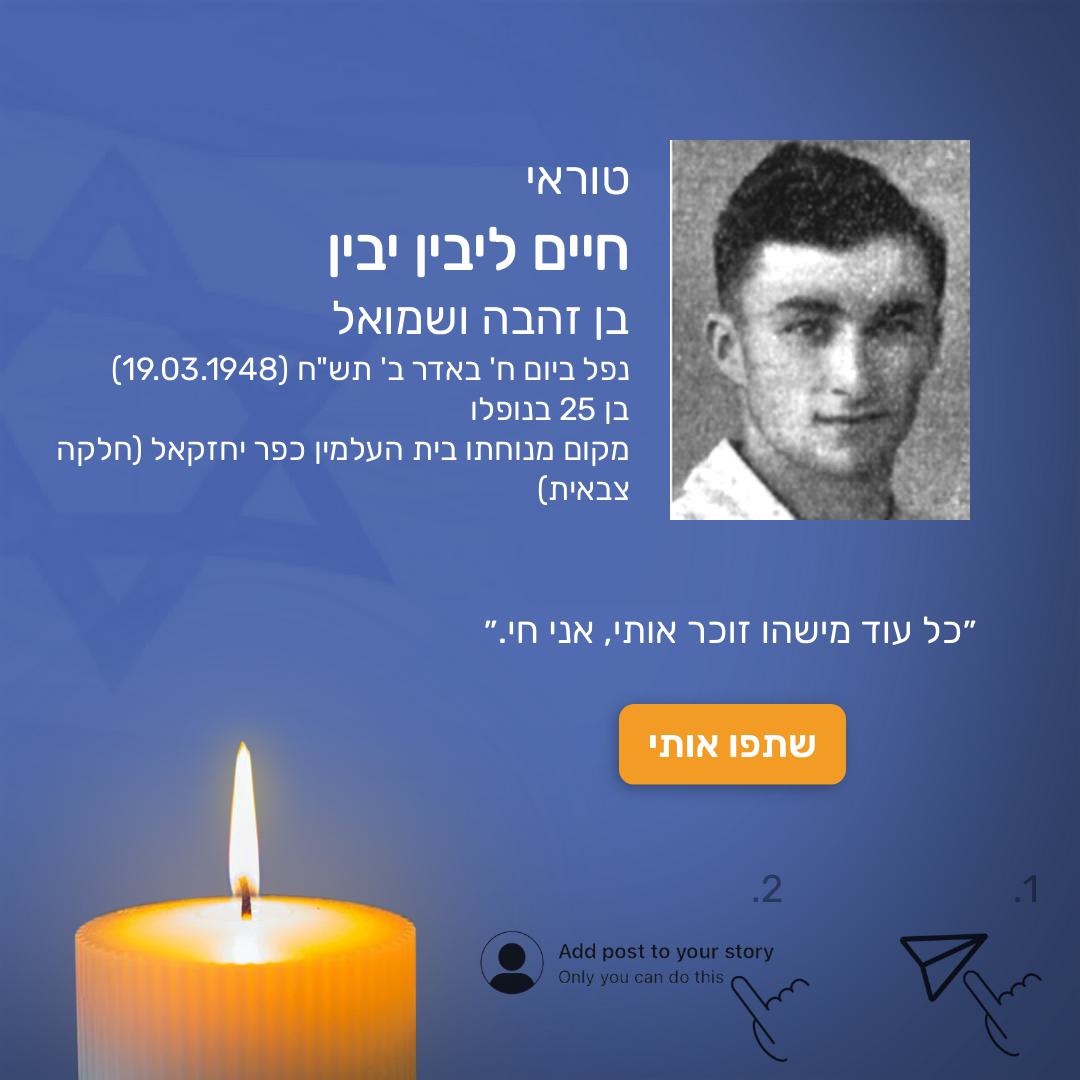 טוראי
חיים ליבין יבין
בן זהבה ושמואל
נפל ביום ח' באדר ב' תש"ח (19.03.1948)
בן 25 בנופלו
מקום מנוחתו בית העלמין כפר יחזקאל (חלקה
צבאית)
״כל עוד מישהו זוכר אותי, אני חי.״
שתפו אותי
.1
.2
Add post to your story
Only you can do this